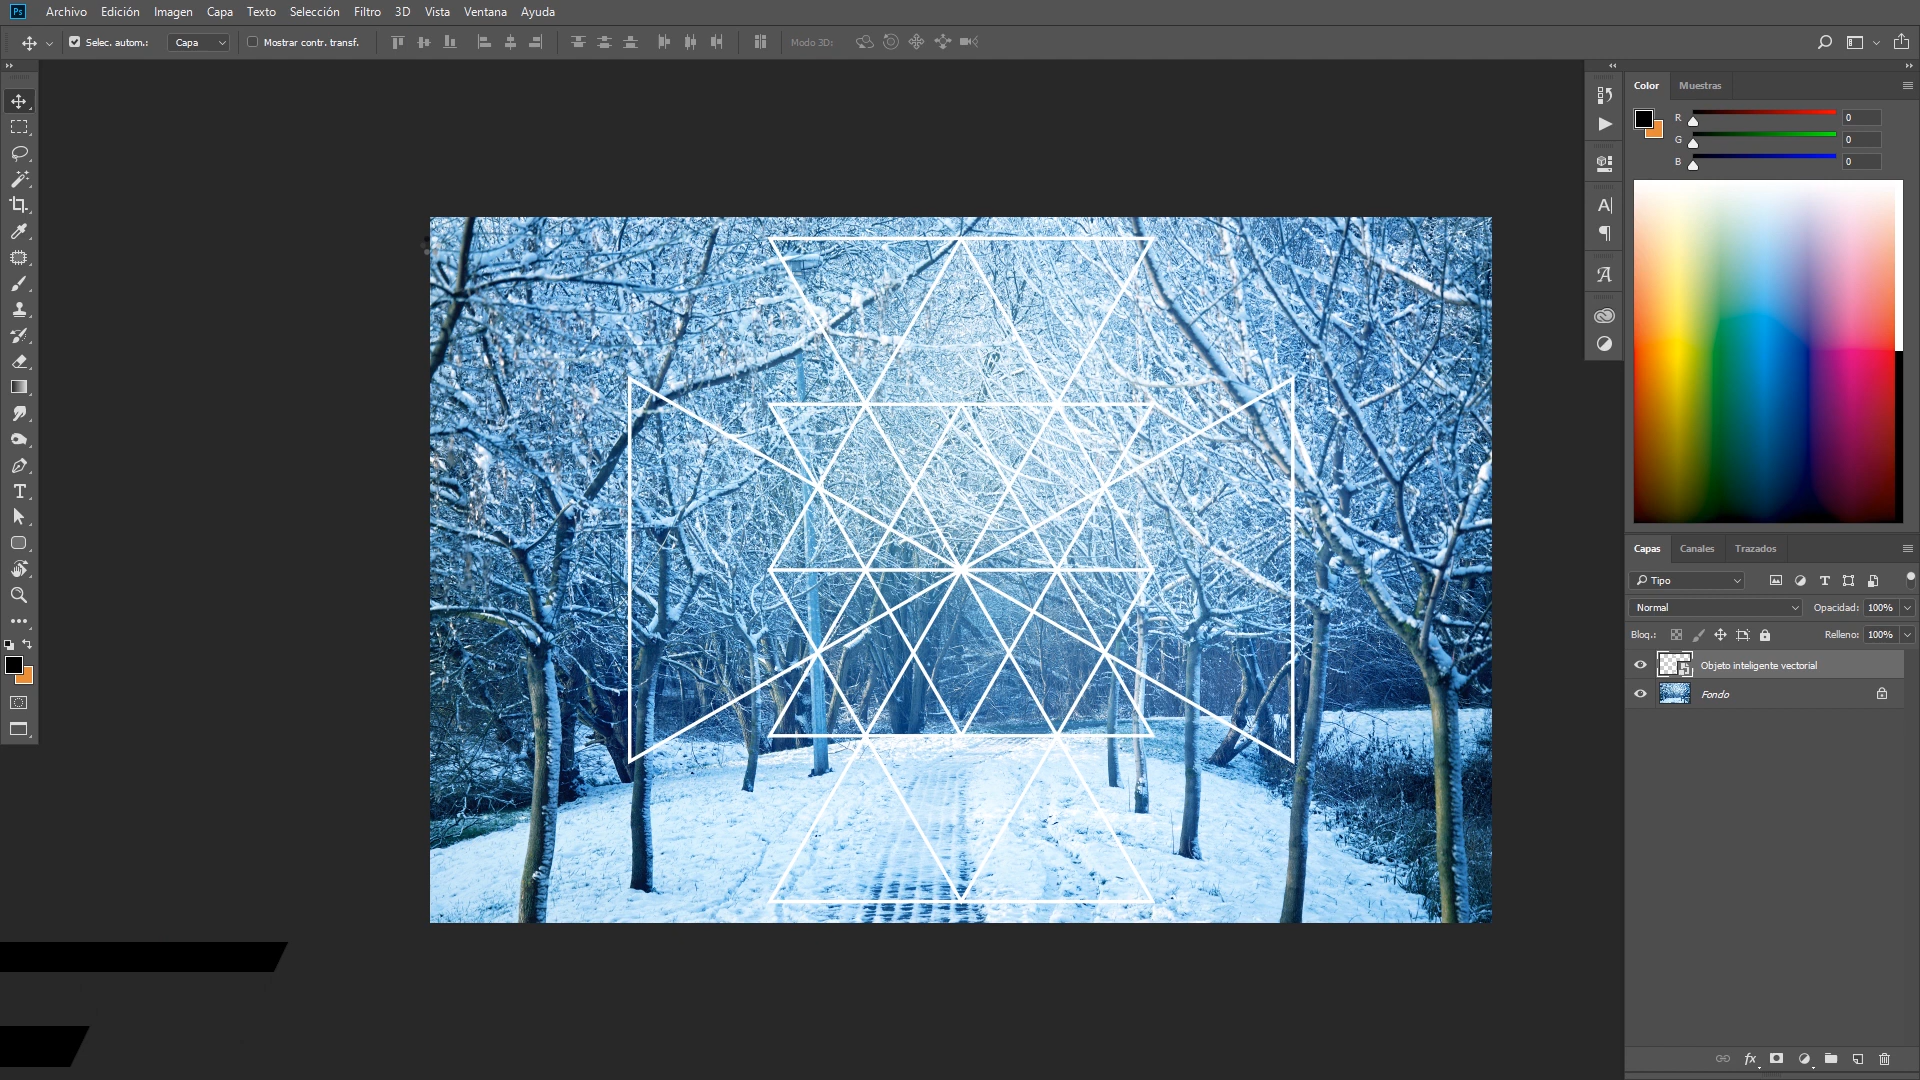 Ps Archivo Edición Imagen Capa Texto Selección Filtro 3D Vista Ventana Ayuda
Selec. autom.: Capa Mostrar contr. transf. Modo 3D:
Color Muestras
R 0
G 0
B 0
Capas Canales Trazados
Tipo
Normal Opacidad: 100%
Bloq.: Relleno: 100%
Objeto inteligente vectorial
Fondo
fx